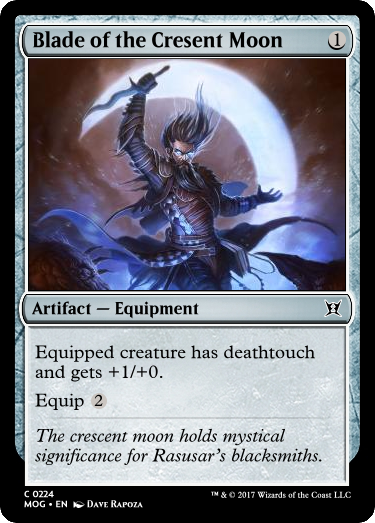 Blade of the Cresent Moon 1
Artifact — Equipment
Equipped creature has deathtouch
and gets +1/+0.
Equip 2
The crescent moon holds mystical
significance for Rasusar's blacksmiths.
C 0224
MOG • EN Dave Rapoza
™ & © 2017 Wizards of the Coast LLC